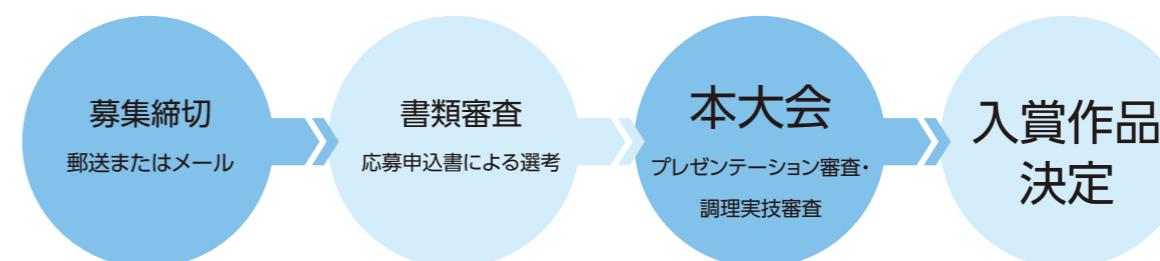 募集締切
郵送またはメール
書類審査
応募申込書による選考
本大会
プレゼンテーション審査・
調理実技審査
入賞作品
決定